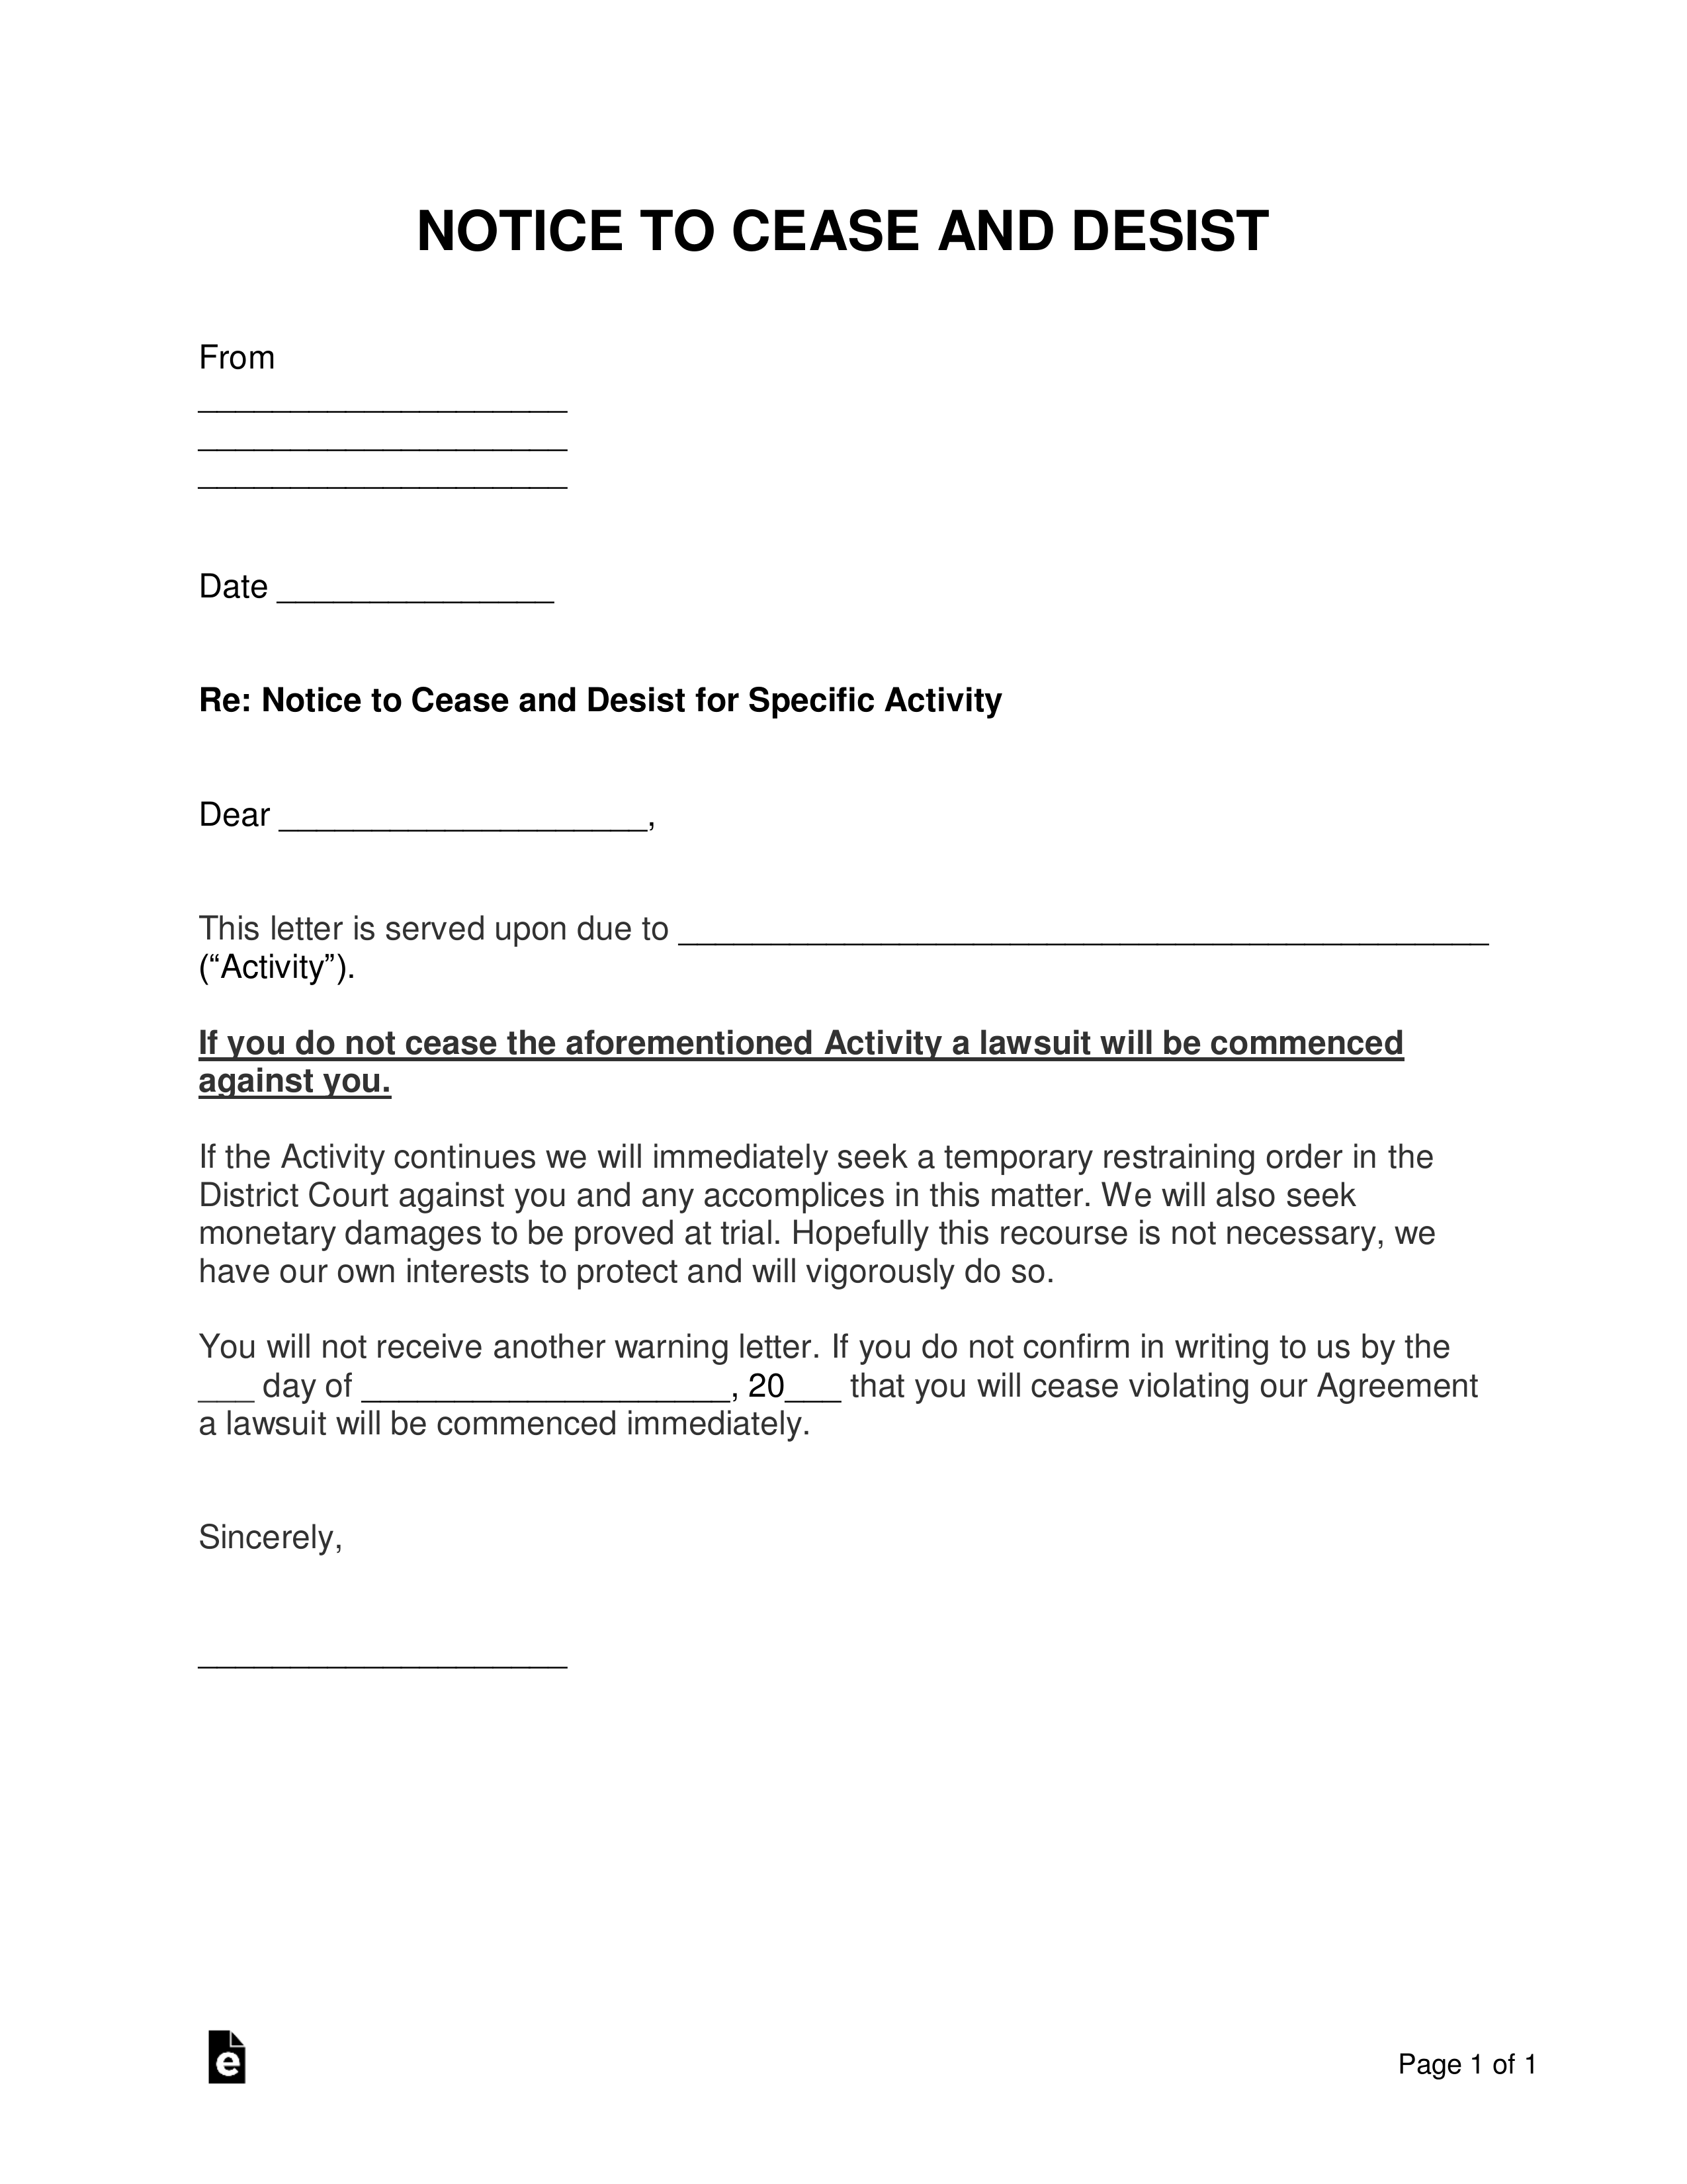 NOTICE TO CEASE AND DESIST
From
____________________
____________________
____________________
Date _______________
Re: Notice to Cease and Desist for Specific Activity
Dear ____________________,
This letter is served upon due to ____________________________________________
(“Activity”).
If you do not cease the aforementioned Activity a lawsuit will be commenced
against you.
If the Activity continues we will immediately seek a temporary restraining order in the
District Court against you and any accomplices in this matter. We will also seek
monetary damages to be proved at trial. Hopefully this recourse is not necessary, we
have our own interests to protect and will vigorously do so.
You will not receive another warning letter. If you do not confirm in writing to us by the
___ day of ____________________, 20___ that you will cease violating our Agreement
a lawsuit will be commenced immediately.
Sincerely,
____________________
e
Page 1 of 1